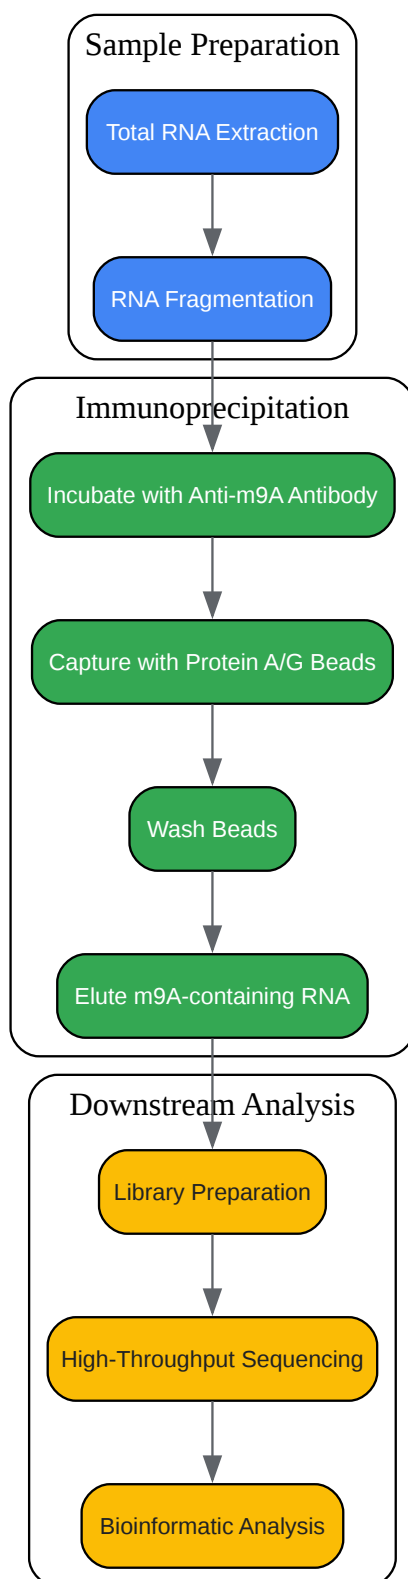 Sample Preparation
Total RNA Extraction
RNA Fragmentation
Immunoprecipitation
Incubate with Anti-m9A Antibody
Capture with Protein A/G Beads
Wash Beads
Elute m9A-containing RNA
Downstream Analysis
Library Preparation
High-Throughput Sequencing
Bioinformatic Analysis